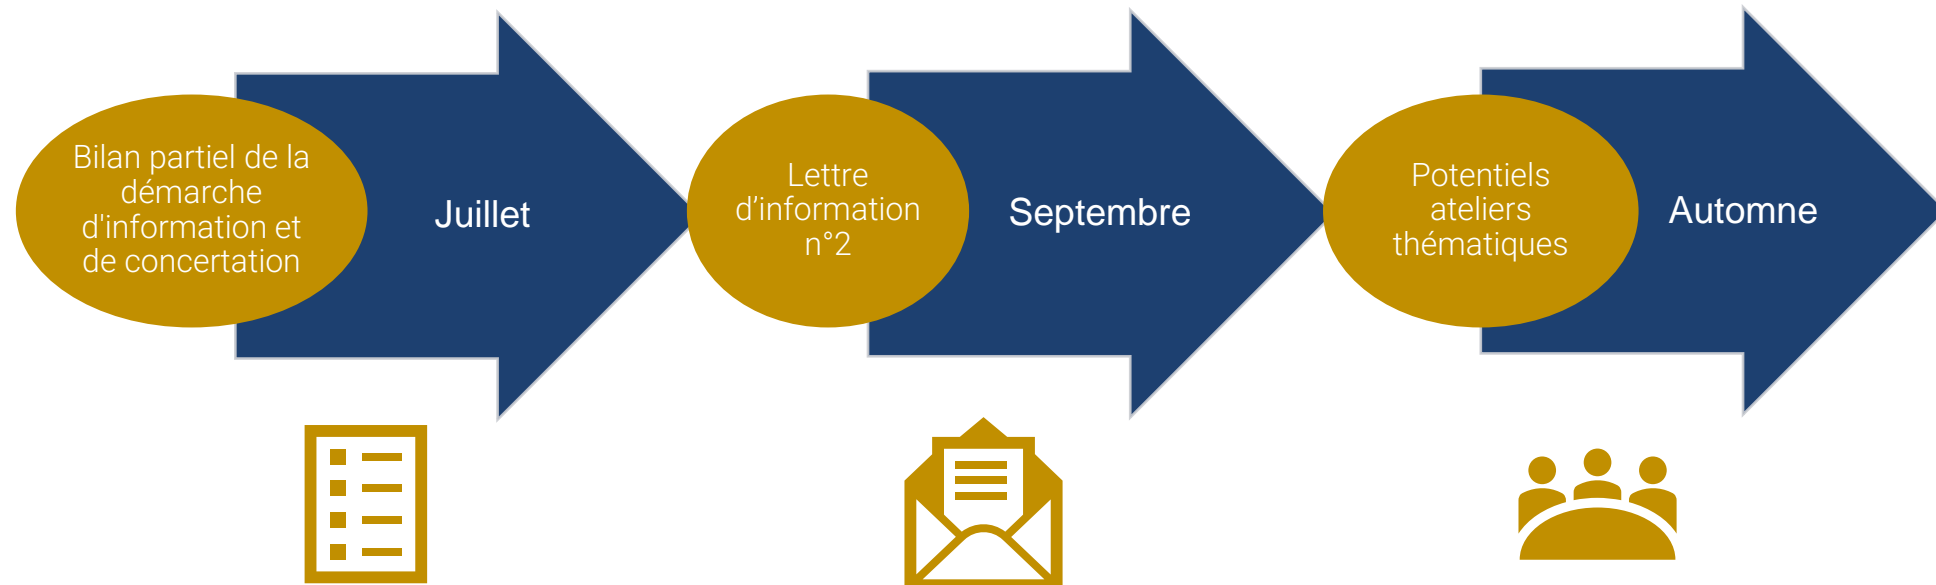 Bilan partiel de la
démarche
d'information et
de concertation
Juillet
Lettre
d’information
n°2
Septembre
Potentiels
ateliers
thématiques
Automne